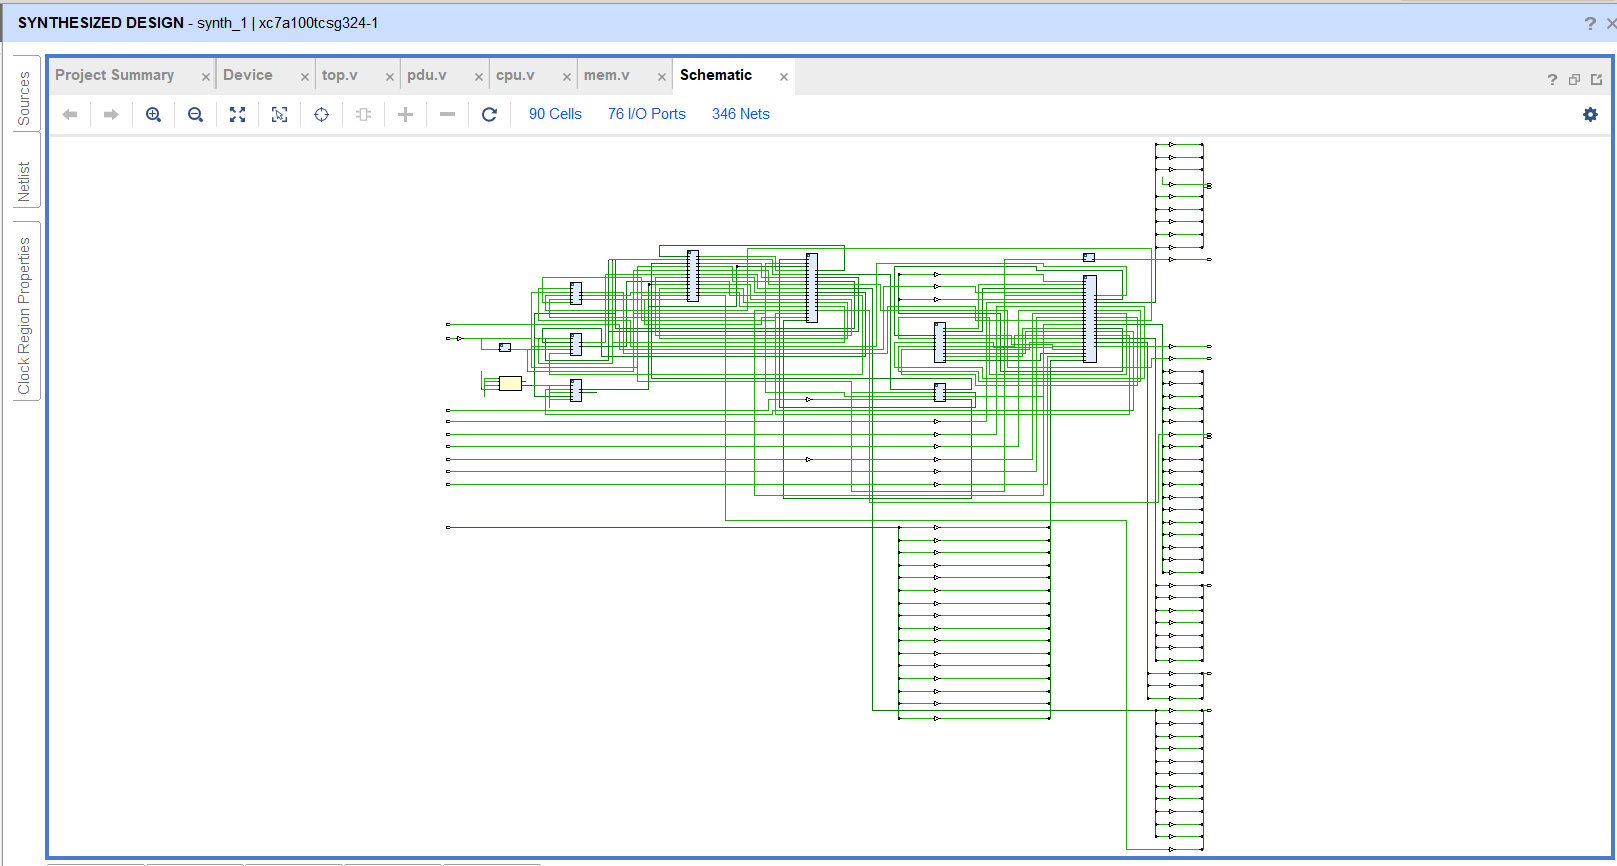 SYNTHESIZED DESIGN - synth_1 | xc7a100tcsg324-1
Project Summary
Device
top.v
pdu.v
cpu.v
mem.v
Schematic
90 Cells
76 I/O Ports
346 Nets
Sources
Netlist
Clock Region Properties